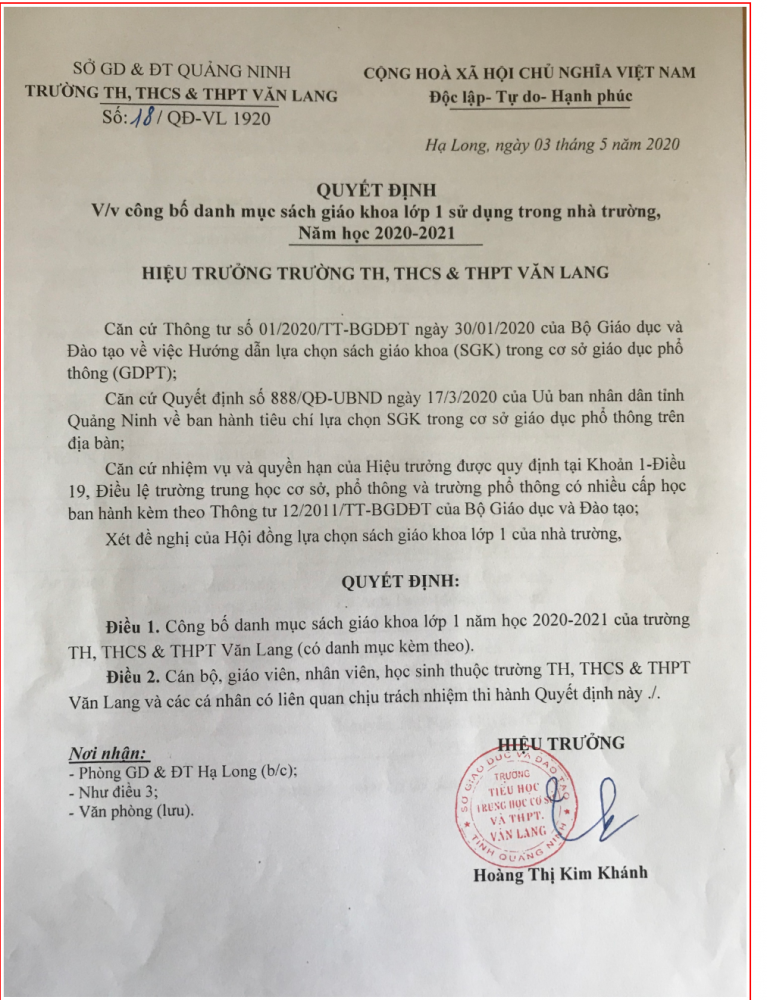 SỞ GD & ĐT QUẢNG NINH
TRƯỜNG TH, THCS & THPT VĂN LANG
Số: 18/ QĐ-VL 1920
CỘNG HOÀ XÃ HỘI CHỦ NGHĨA VIỆT NAM
Độc lập- Tự do- Hạnh phúc
Hạ Long, ngày 03 tháng 5 năm 2020
QUYẾT ĐỊNH
V/v công bố danh mục sách giáo khoa lớp 1 sử dụng trong nhà trường,
Năm học 2020-2021
HIỆU TRƯỞNG TRƯỜNG TH, THCS & THPT VĂN LANG
Căn cứ Thông tư số 01/2020/TT-BGDĐT ngày 30/01/2020 của Bộ Giáo dục và
Đào tạo về việc Hướng dẫn lựa chọn sách giáo khoa (SGK) trong cơ sở giáo dục phổ
thông (GDPT);
Căn cứ Quyết định số 888/QĐ-UBND ngày 17/3/2020 của Uỷ ban nhân dân tỉnh
Quảng Ninh về ban hành tiêu chí lựa chọn SGK trong cơ sở giáo dục phổ thông trên
địa bàn;
Căn cứ nhiệm vụ và quyền hạn của Hiệu trưởng được quy định tại Khoản 1-Điều
19, Điều lệ trường trung học cơ sở, phổ thông và trường phổ thông có nhiều cấp học
ban hành kèm theo Thông tư 12/2011/TT-BGDĐT của Bộ Giáo dục và Đào tạo;
Xét đề nghị của Hội đồng lựa chọn sách giáo khoa lớp 1 của nhà trường,
QUYẾT ĐỊNH:
Điều 1. Công bố danh mục sách giáo khoa lớp 1 năm học 2020-2021 của trường
TH, THCS & THPT Văn Lang (có danh mục kèm theo).
Điều 2. Cán bộ, giáo viên, nhân viên, học sinh thuộc trường TH, THCS & THPT
Văn Lang và các cá nhân có liên quan chịu trách nhiệm thi hành Quyết định này ./.
Nơi nhận:
- Phòng GD & ĐT Hạ Long (b/c);
- Như điều 3;
- Văn phòng (lưu).
HIỆU TRƯỞNG
SỞ GIÁO DỤC VÀ ĐÀO TẠO
TRƯỜNG
TIỂU HỌC
TRUNG HỌC CƠ SỞ
VÀ THPT.
VĂN LANG
TỈNH QUẢNG NINH
Hoàng Thị Kim Khánh